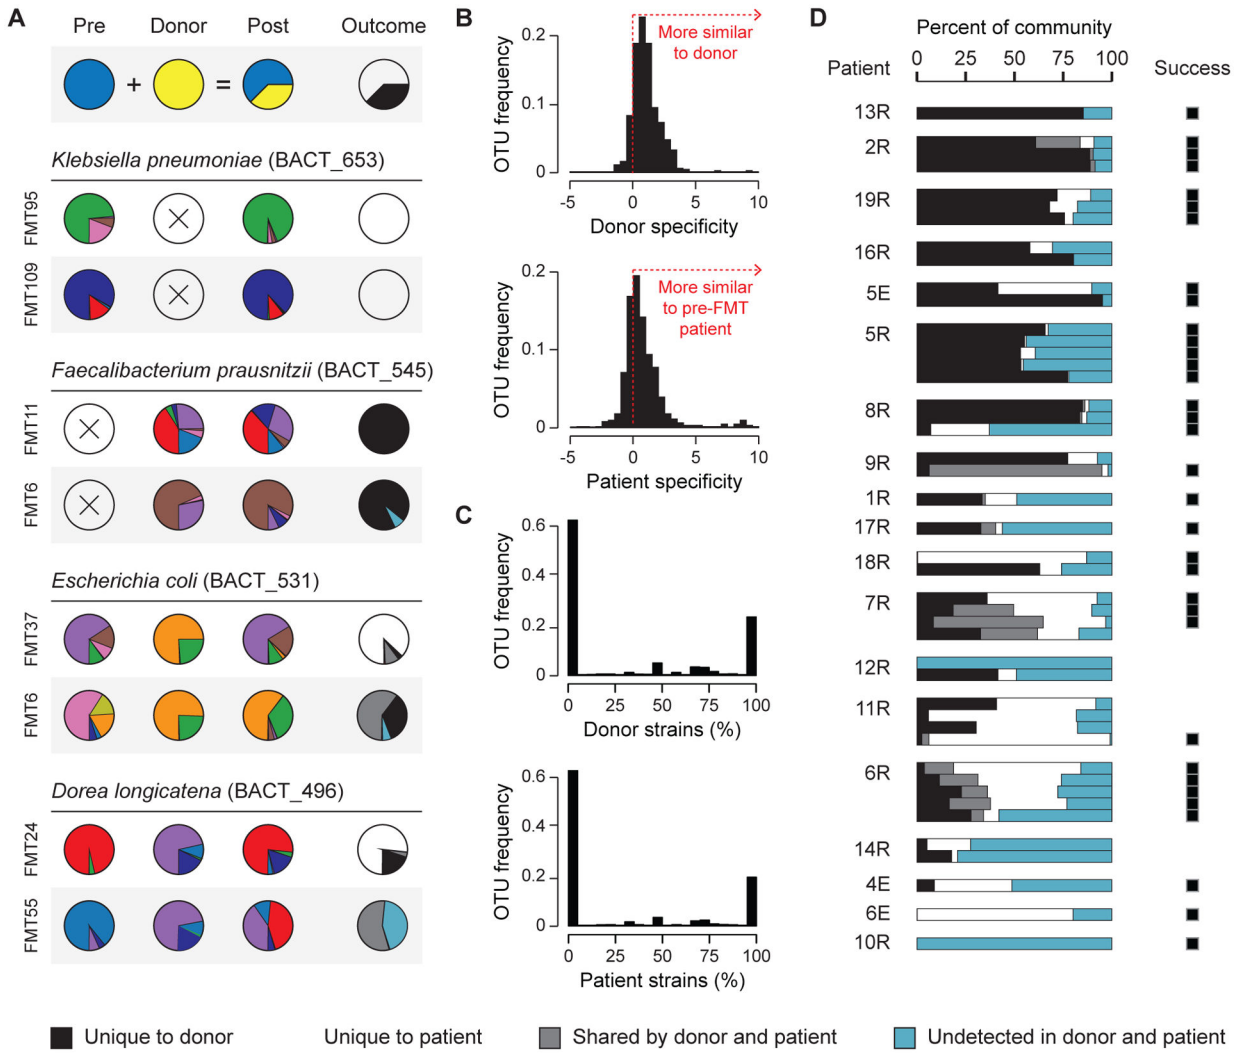 A
Pre Donor Post Outcome
+ =
Klebsiella pneumoniae (BACT_653)
FMT95
FMT109
Faecalibacterium prausnitzii (BACT_545)
FMT11
FMT6
Escherichia coli (BACT_531)
FMT37
FMT6
Dorea longicatena (BACT_496)
FMT24
FMT55
B
OTU frequency
0.2
0.1
0
More similar
to donor
-5 0 5 10
Donor specificity
OTU frequency
0.2
0.1
0
More similar
to pre-FMT
patient
-5 0 5 10
Patient specificity
C
OTU frequency
0.6
0.4
0.2
0
0 25 50 75 100
Donor strains (%)
OTU frequency
0.6
0.4
0.2
0
0 25 50 75 100
Patient strains (%)
D
Percent of community
Patient 0 25 50 75 100 Success
13R
2R
19R
16R
5E
5R
8R
9R
1R
17R
18R
7R
12R
11R
6R
14R
4E
6E
10R
Unique to donor Unique to patient Shared by donor and patient Undetected in donor and patient